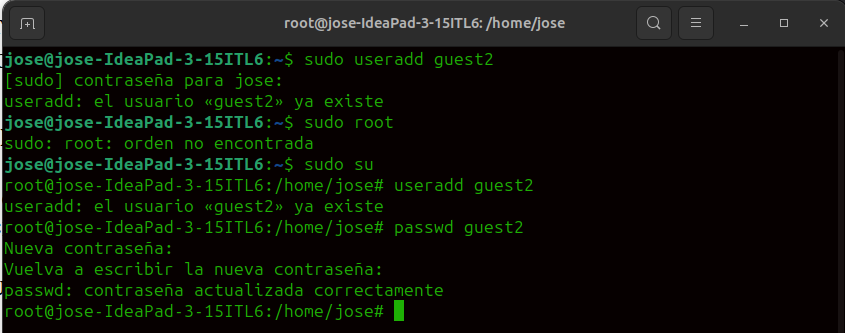 root@jose-IdeaPad-3-15ITL6: /home/jose
jose@jose-IdeaPad-3-15ITL6:~$ sudo useradd guest2
[sudo] contraseña para jose:
useradd: el usuario «guest2» ya existe
jose@jose-IdeaPad-3-15ITL6:~$ sudo root
sudo: root: orden no encontrada
jose@jose-IdeaPad-3-15ITL6:~$ sudo su
root@jose-IdeaPad-3-15ITL6:/home/jose# useradd guest2
useradd: el usuario «guest2» ya existe
root@jose-IdeaPad-3-15ITL6:/home/jose# passwd guest2
Nueva contraseña:
Vuelva a escribir la nueva contraseña:
passwd: contraseña actualizada correctamente
root@jose-IdeaPad-3-15ITL6:/home/jose#